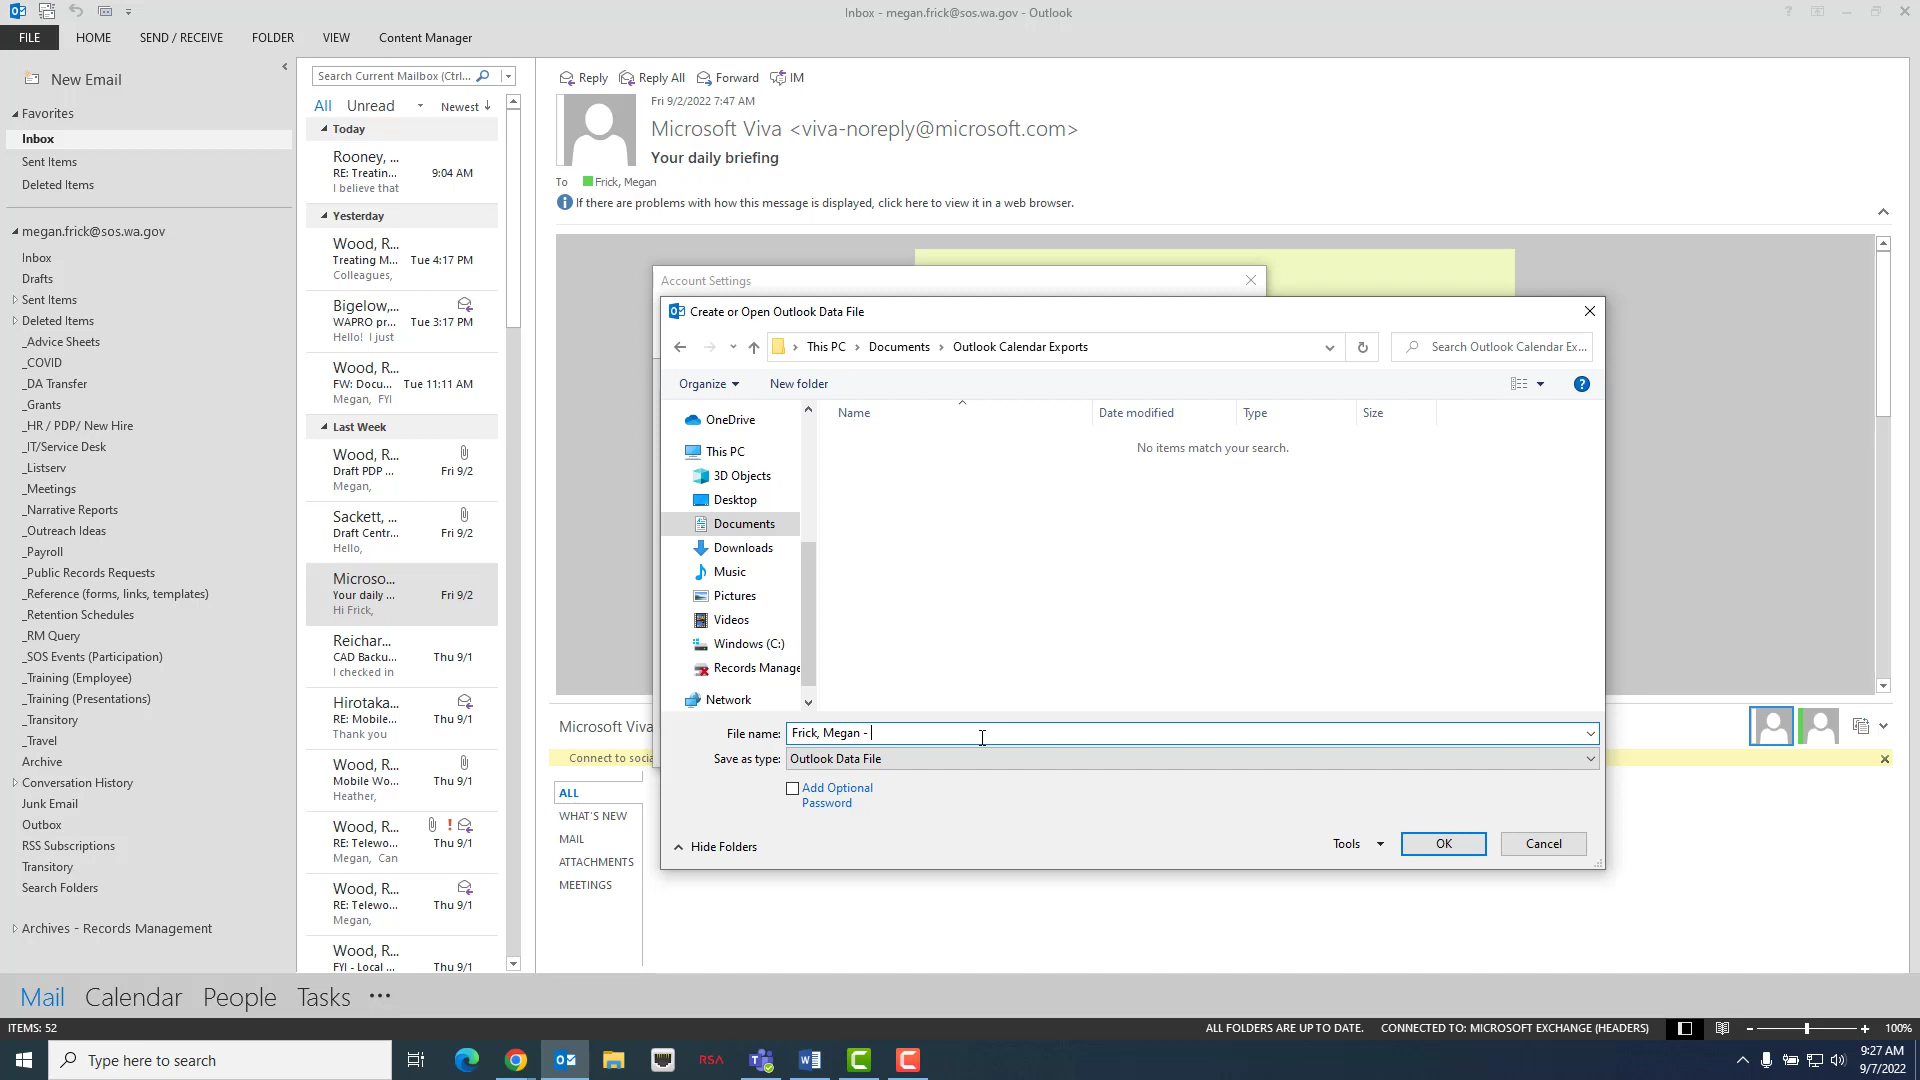 Inbox - megan.frick@sos.wa.gov - Outlook
FILE
HOME
SEND / RECEIVE
FOLDER
VIEW
Content Manager
New Email
Favorites
Inbox
Sent Items
Deleted Items
megan.frick@sos.wa.gov
Inbox
Drafts
Sent Items
Deleted Items
_Advice Sheets
_COVID
_DA Transfer
_Grants
_HR / PDP/ New Hire
_IT/Service Desk
_Listserv
_Meetings
_Narrative Reports
_Outreach Ideas
_Payroll
_Public Records Requests
_Reference (forms, links, templates)
_Retention Schedules
_RM Query
_SOS Events (Participation)
_Training (Employee)
_Training (Presentations)
_Transitory
_Travel
Archive
Conversation History
Junk Email
Outbox
RSS Subscriptions
Transitory
Search Folders
Archives - Records Management
Search Current Mailbox (Ctrl...
All Unread Newest
Today
Rooney, ...
RE: Treatin... 9:04 AM
I believe that
Yesterday
Wood, R...
Treating M... Tue 4:17 PM
Colleagues,
Bigelow,...
WAPRO pr... Tue 3:17 PM
Hello! I just
Wood, R...
FW: Docu... Tue 11:11 AM
Megan, FYI
Last Week
Wood, R...
Draft PDP ... Fri 9/2
Megan,
Sackett, ...
Draft Centr... Fri 9/2
Hello,
Microso...
Your daily ... Fri 9/2
Hi Frick,
Reichar...
CAD Backu... Thu 9/1
I checked in
Hirotaka...
RE: Mobile... Thu 9/1
Thank you
Wood, R...
Mobile Wo... Thu 9/1
Heather,
Wood, R... !
RE: Telewo... Thu 9/1
Megan, Can
Wood, R...
RE: Telewo... Thu 9/1
Megan,
Wood, R...
FYI - Local ... Thu 9/1
Reply Reply All Forward IM
Fri 9/2/2022 7:47 AM
Microsoft Viva <viva-noreply@microsoft.com>
Your daily briefing
To Frick, Megan
If there are problems with how this message is displayed, click here to view it in a web browser.
Account Settings
Create or Open Outlook Data File
This PC > Documents > Outlook Calendar Exports
Search Outlook Calendar Ex...
Organize
New folder
OneDrive
This PC
3D Objects
Desktop
Documents
Downloads
Music
Pictures
Videos
Windows (C:)
Records Manage
Network
Name Date modified Type Size
No items match your search.
File name: Frick, Megan -
Save as type: Outlook Data File
Add Optional
Password
Hide Folders
Tools
OK
Cancel
Microsoft Viva
Connect to socia
ALL
WHAT'S NEW
MAIL
ATTACHMENTS
MEETINGS
Mail Calendar People Tasks ...
ITEMS: 52
ALL FOLDERS ARE UP TO DATE. CONNECTED TO: MICROSOFT EXCHANGE (HEADERS)
100%
Type here to search
RSA
9:27 AM
9/7/2022